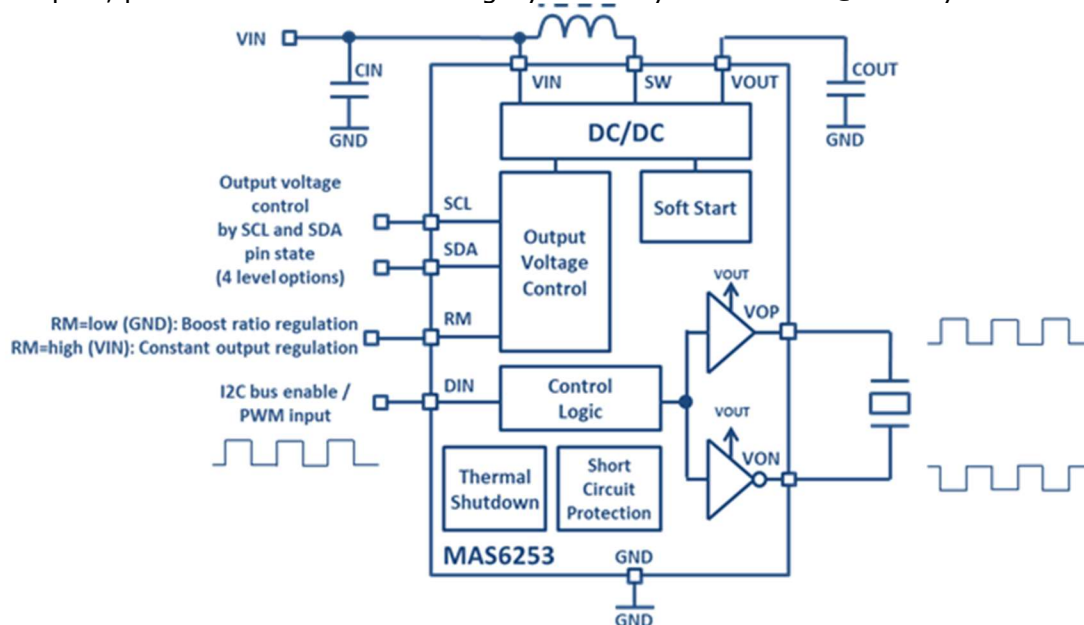 VIN
CIN
GND
VIN
SW
VOUT
COUT
GND
DC/DC
Output voltage
control
by SCL and SDA
pin state
(4 level options)
SCL
SDA
Output
Voltage
Control
Soft Start
RM=low (GND): Boost ratio regulation
RM=high (VIN): Constant output regulation
RM
VOUT
VOP
I2C bus enable /
PWM input
DIN
Control
Logic
VOUT
VON
Thermal
Shutdown
Short
Circuit
Protection
MAS6253
GND
GND